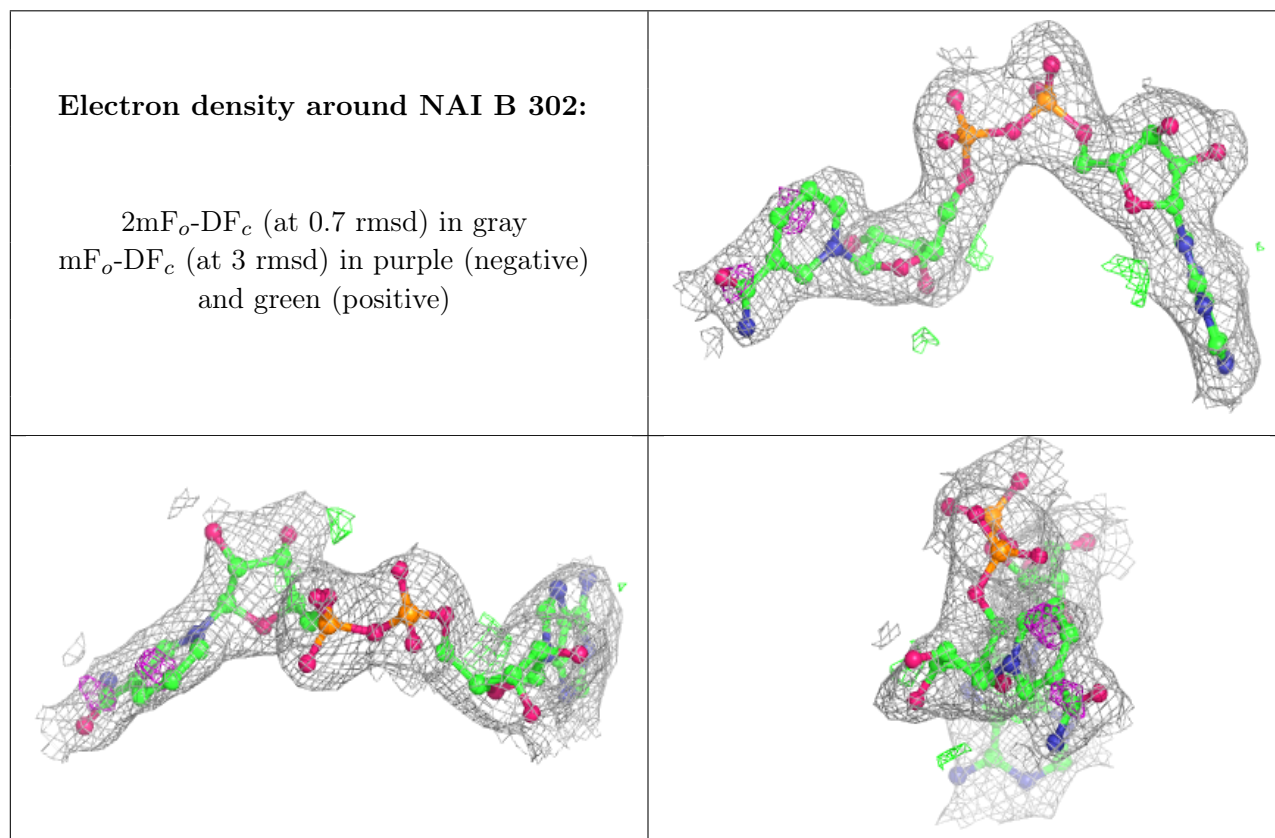 Electron density around NAI B 302:
2mFo-DFc (at 0.7 rmsd) in gray
mFo-DFc (at 3 rmsd) in purple (negative)
and green (positive)